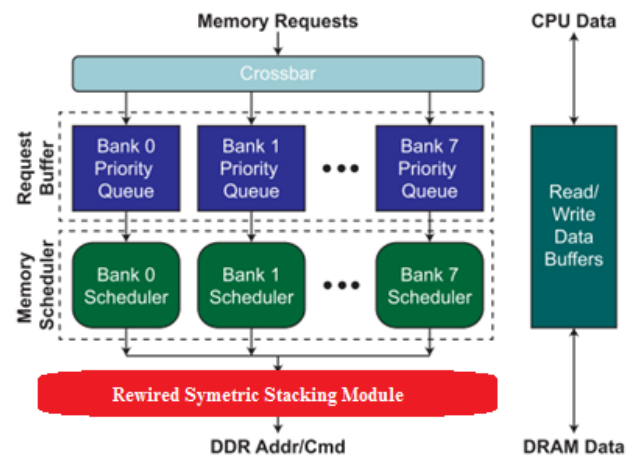 Memory Requests
CPU Data
Crossbar
Request
Buffer
Bank 0
Priority
Queue
Bank 1
Priority
Queue
Bank 7
Priority
Queue
Read/
Write
Data
Buffers
Memory
Scheduler
Bank 0
Scheduler
Bank 1
Scheduler
Bank 7
Scheduler
Rewired Symetric Stacking Module
DDR Addr/Cmd
DRAM Data